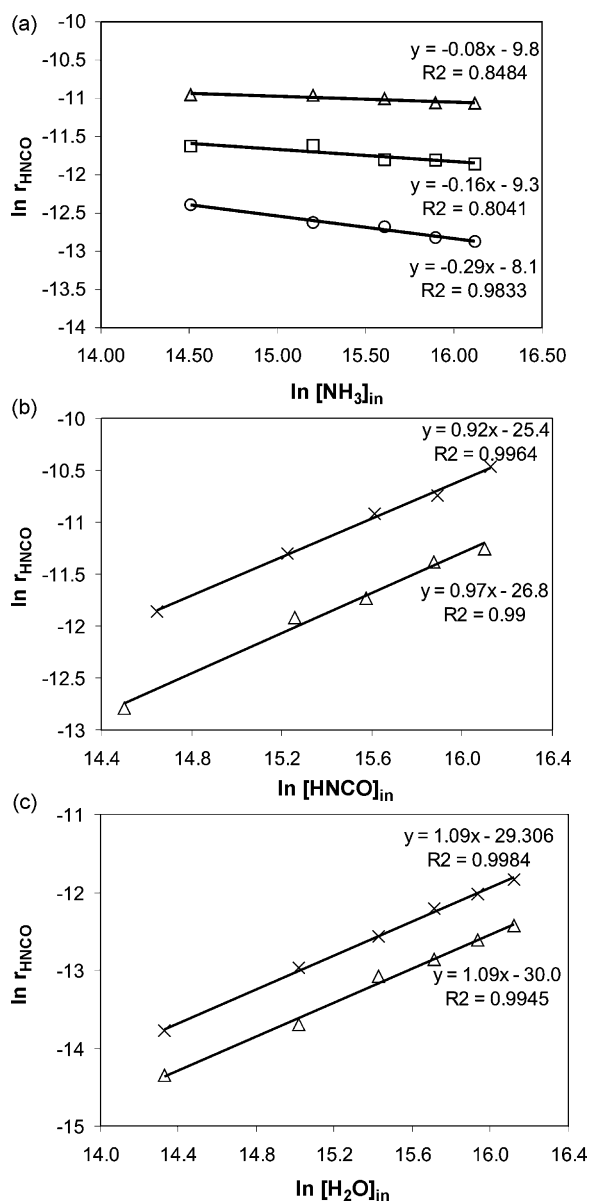 (a)
-10
-10.5
-11
-11.5
-12
-12.5
-13
-13.5
-14
ln rHNCO
y = -0.08x - 9.8
R2 = 0.8484
y = -0.16x - 9.3
R2 = 0.8041
y = -0.29x - 8.1
R2 = 0.9833
14.00 14.50 15.00 15.50 16.00 16.50
ln [NH3]in
(b)
-10
-10.5
-11
-11.5
-12
-12.5
-13
ln rHNCO
y = 0.92x - 25.4
R2 = 0.9964
y = 0.97x - 26.8
R2 = 0.99
14.4 14.8 15.2 15.6 16.0 16.4
ln [HNCO]in
(c)
-11
-12
-13
-14
-15
ln rHNCO
y = 1.09x - 29.306
R2 = 0.9984
y = 1.09x - 30.0
R2 = 0.9945
14.0 14.4 14.8 15.2 15.6 16.0 16.4
ln [H2O]in